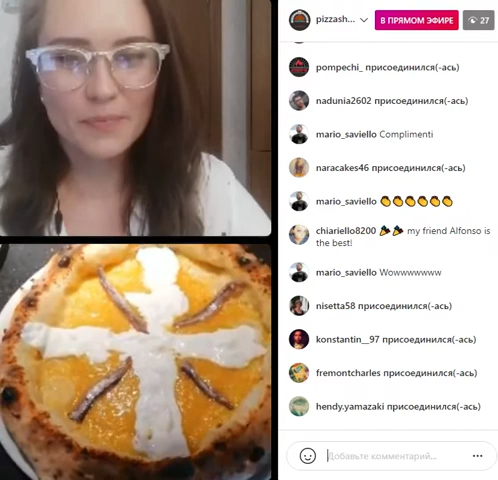 pizzash...
В ПРЯМОМ ЭФИРЕ
27
pompechi_ присоединился(-ась)
nadunia2602 присоединился(-ась)
mario_saviello Complimenti
naracakes46 присоединился(-ась)
mario_saviello 👏👏👏👏👏👏
chiariello8200 🎉🎉 my friend Alfonso is
the best!
mario_saviello Wowwwwwww
nisetta58 присоединился(-ась)
konstantin__97 присоединился(-ась)
fremontcharles присоединился(-ась)
hendy.yamazaki присоединился(-ась)
Добавьте комментарий...